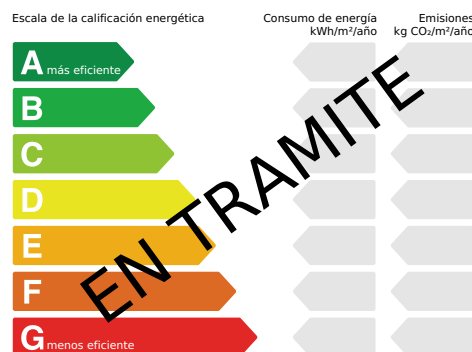 Escala de la calificación energética
Consumo de energía
kWh/m²/año
Emisiones
kg CO₂/m²/año
A más eficiente
B
C
D
E
F
G menos eficiente
EN TRAMITE